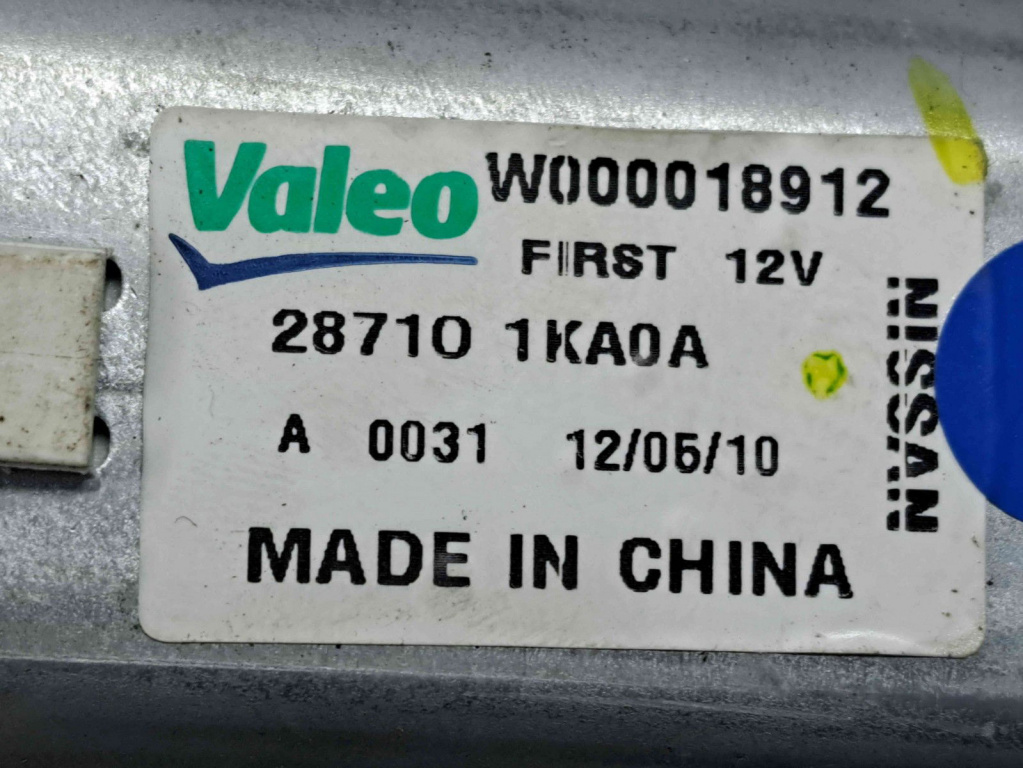 Valeo W000018912
FIRST 12V
28710 1KA0A
A 0031 12/05/10
MADE IN CHINA
NISSAN